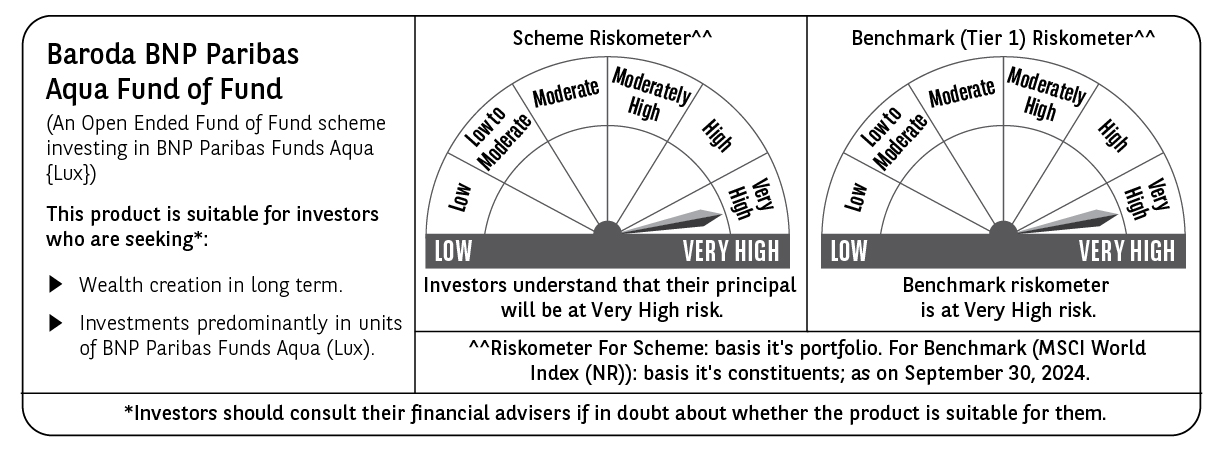 Baroda BNP Paribas
Aqua Fund of Fund
(An Open Ended Fund of Fund scheme
investing in BNP Paribas Funds Aqua
{Lux})
This product is suitable for investors
who are seeking*:
Wealth creation in long term.
Investments predominantly in units
of BNP Paribas Funds Aqua (Lux).
Scheme Riskometer^^
Low
Low to
Moderate
Moderate
Moderately
High
High
Very
High
LOW
VERY HIGH
Investors understand that their principal
will be at Very High risk.
Benchmark (Tier 1) Riskometer^^
Low
Low to
Moderate
Moderate
Moderately
High
High
Very
High
LOW
VERY HIGH
Benchmark riskometer
is at Very High risk.
^^Riskometer For Scheme: basis it's portfolio. For Benchmark (MSCI World
Index (NR)): basis it's constituents; as on September 30, 2024.
*Investors should consult their financial advisers if in doubt about whether the product is suitable for them.